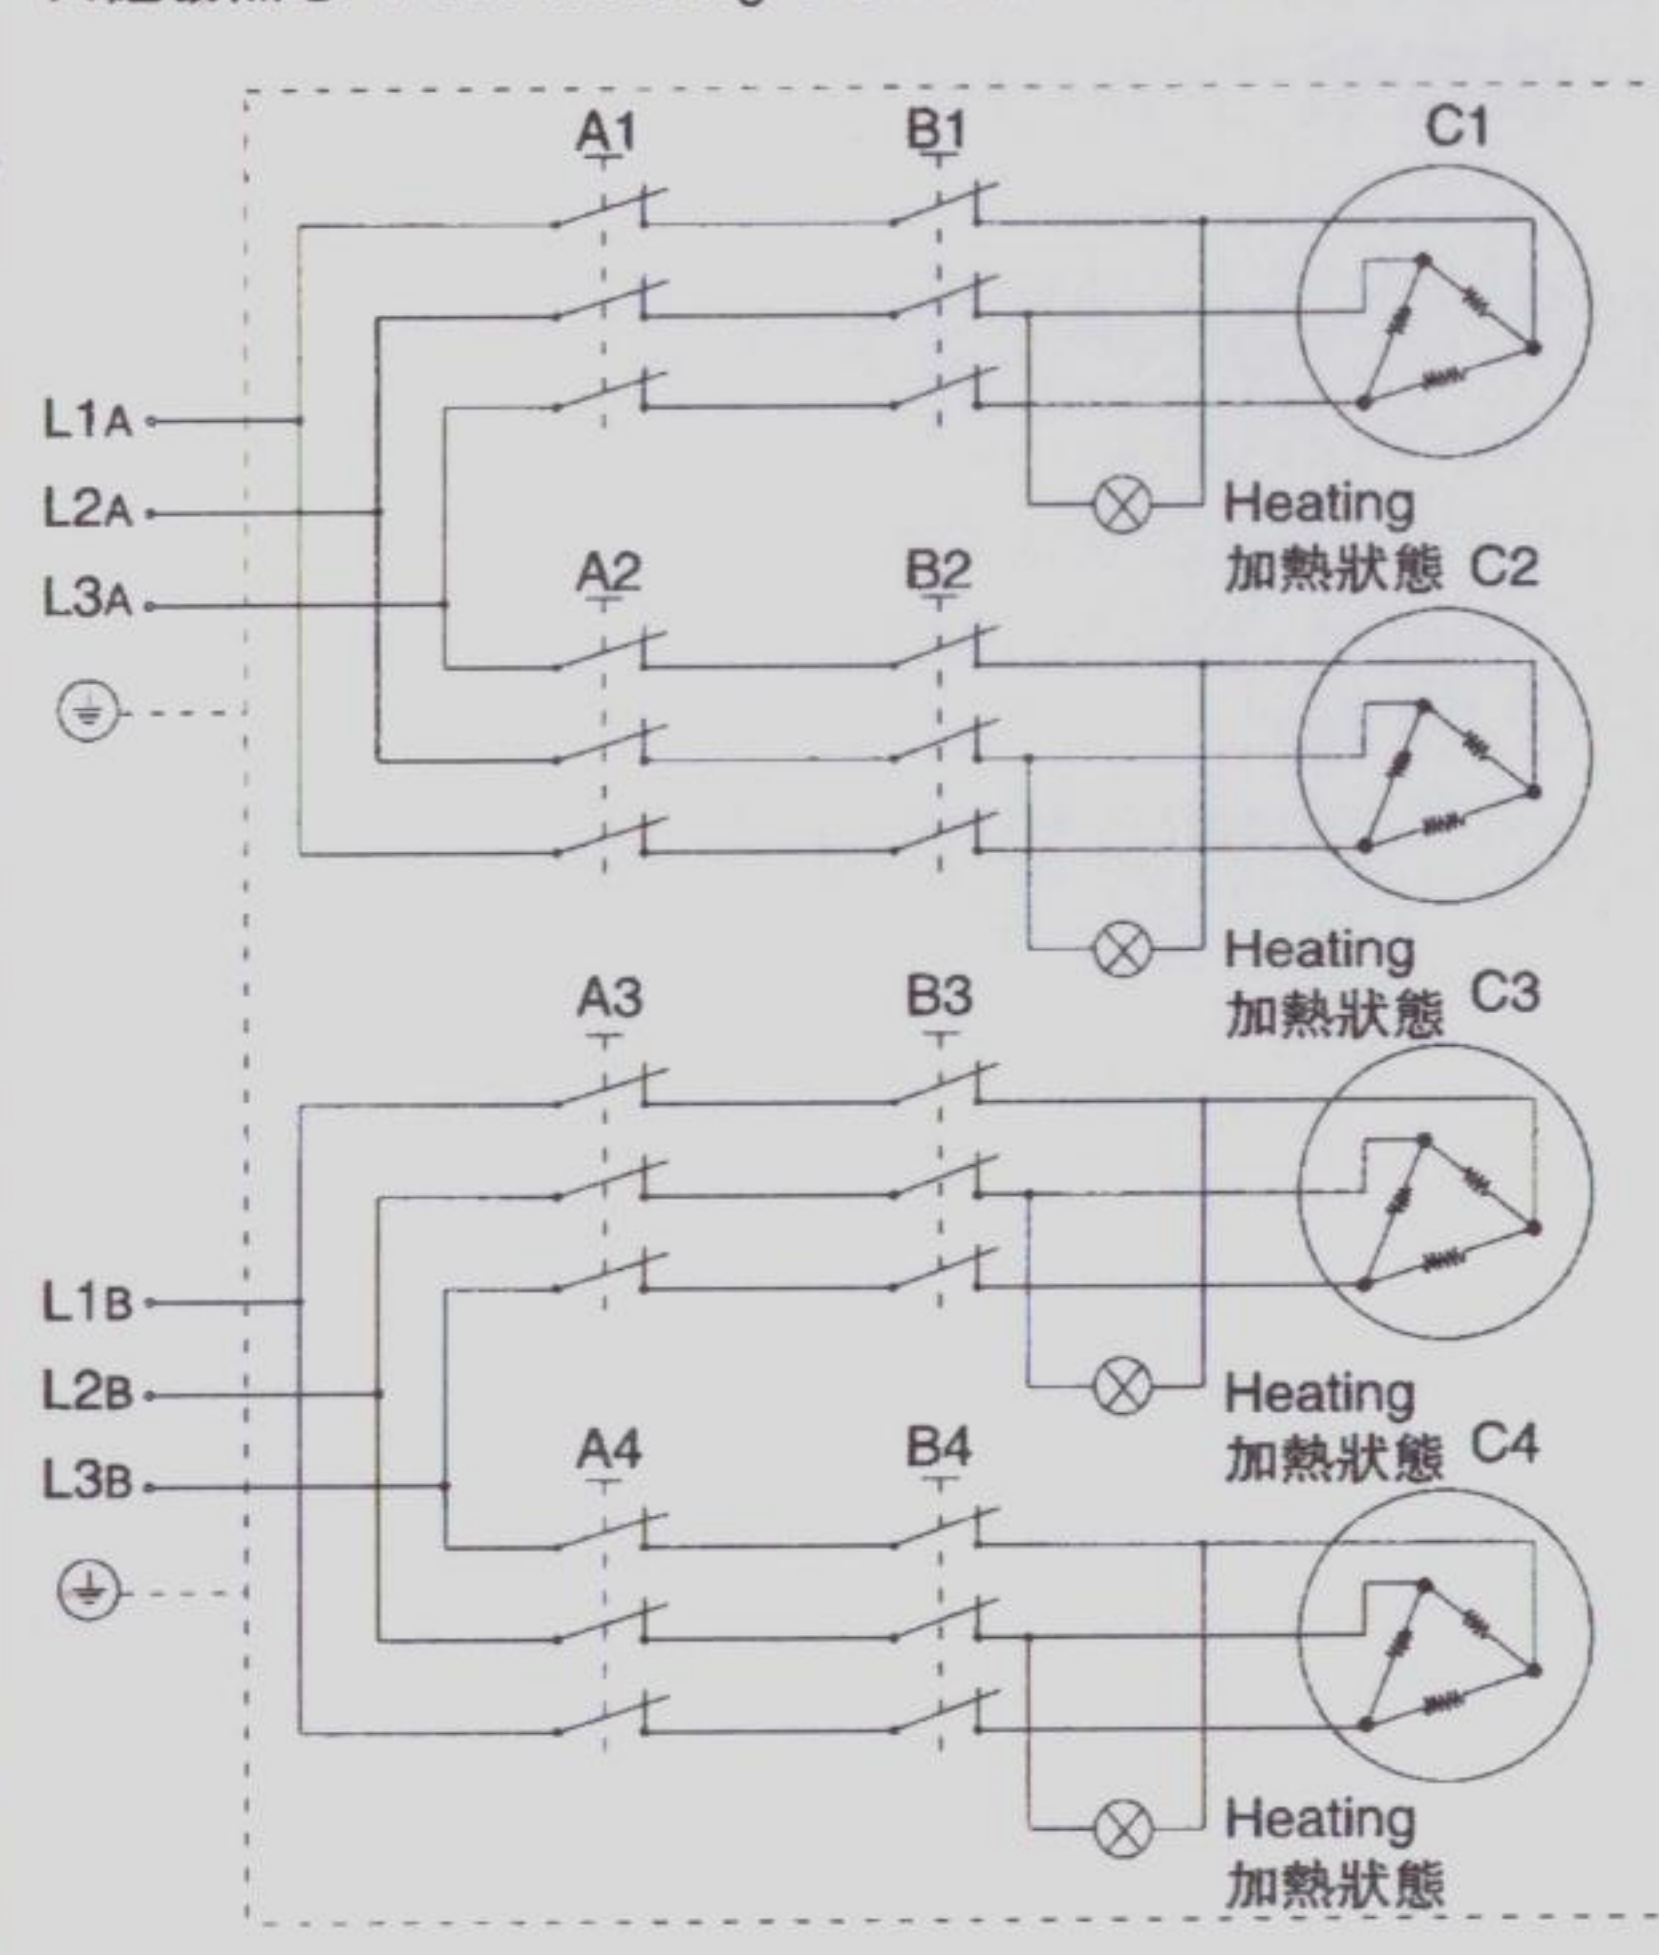 A1 B1 C1
L1A
L2A
L3A
Heating
加熱狀態 C2
A2 B2
Heating
加熱狀態 C3
A3 B3
L1B
L2B
L3B
Heating
加熱狀態 C4
A4 B4
Heating
加熱狀態